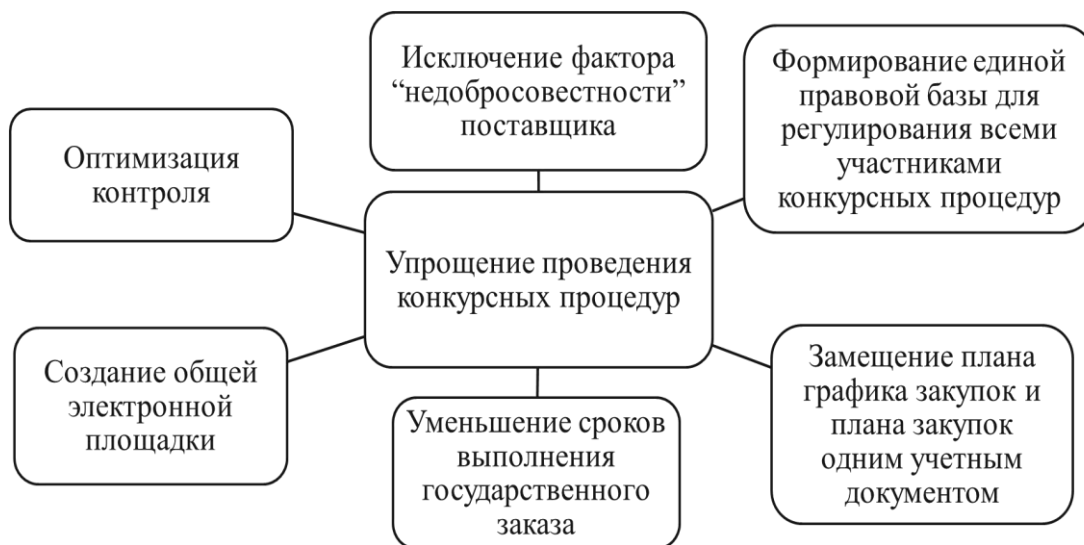 Исключение фактора
“недобросовестности”
поставщика
Формирование единой
правовой базы для
регулирования всеми
участниками
конкурсных процедур
Оптимизация
контроля
Упрощение проведения
конкурсных процедур
Создание общей
электронной
площадки
Уменьшение сроков
выполнения
государственного
заказа
Замещение плана
графика закупок и
плана закупок
одним учетным
документом